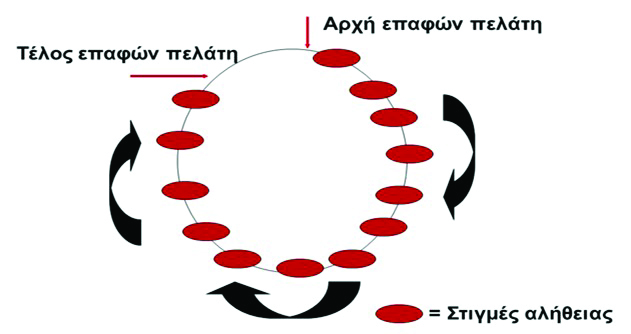 Αρχή επαφών πελάτη
Τέλος επαφών πελάτη
= Στιγμές αλήθειας